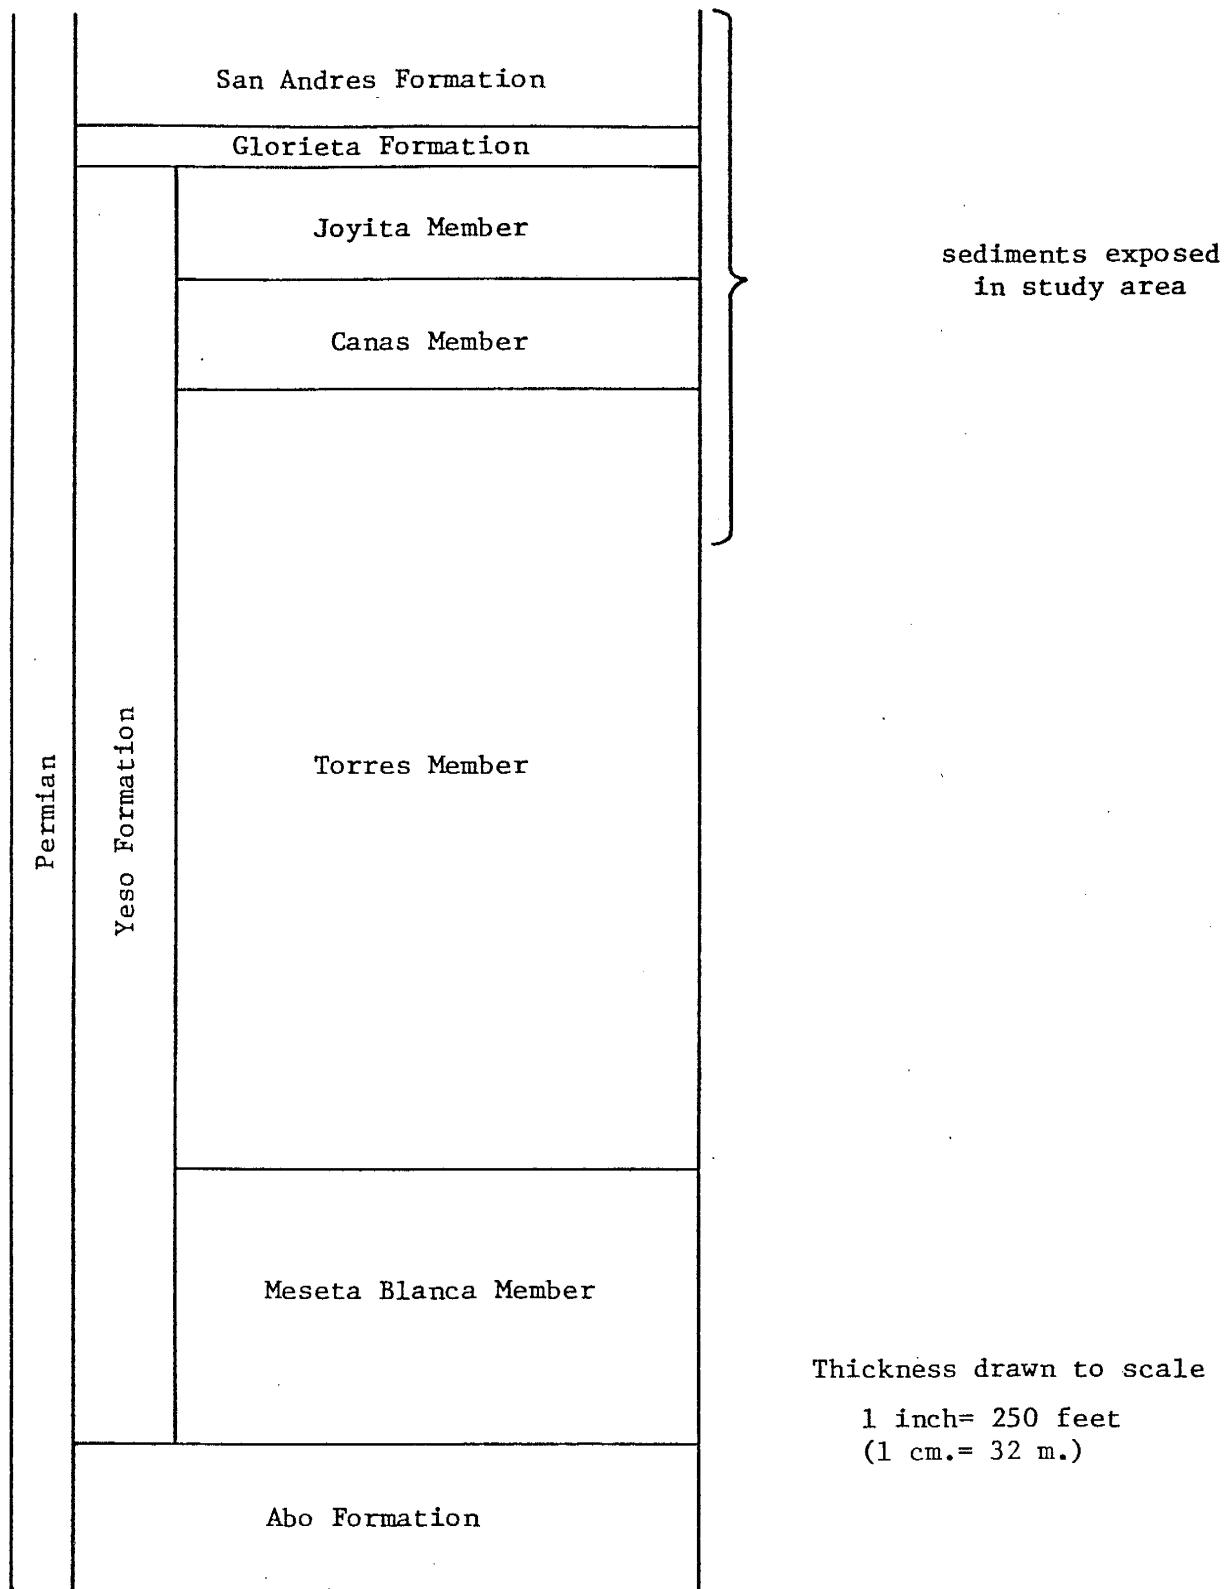 San Andres Formation
Glorieta Formation
Joyita Member
sediments exposed
in study area
Canas Member
Torres Member
Yeso Formation
Permian
Meseta Blanca Member
Thickness drawn to scale
1 inch= 250 feet
(1 cm.= 32 m.)
Abo Formation